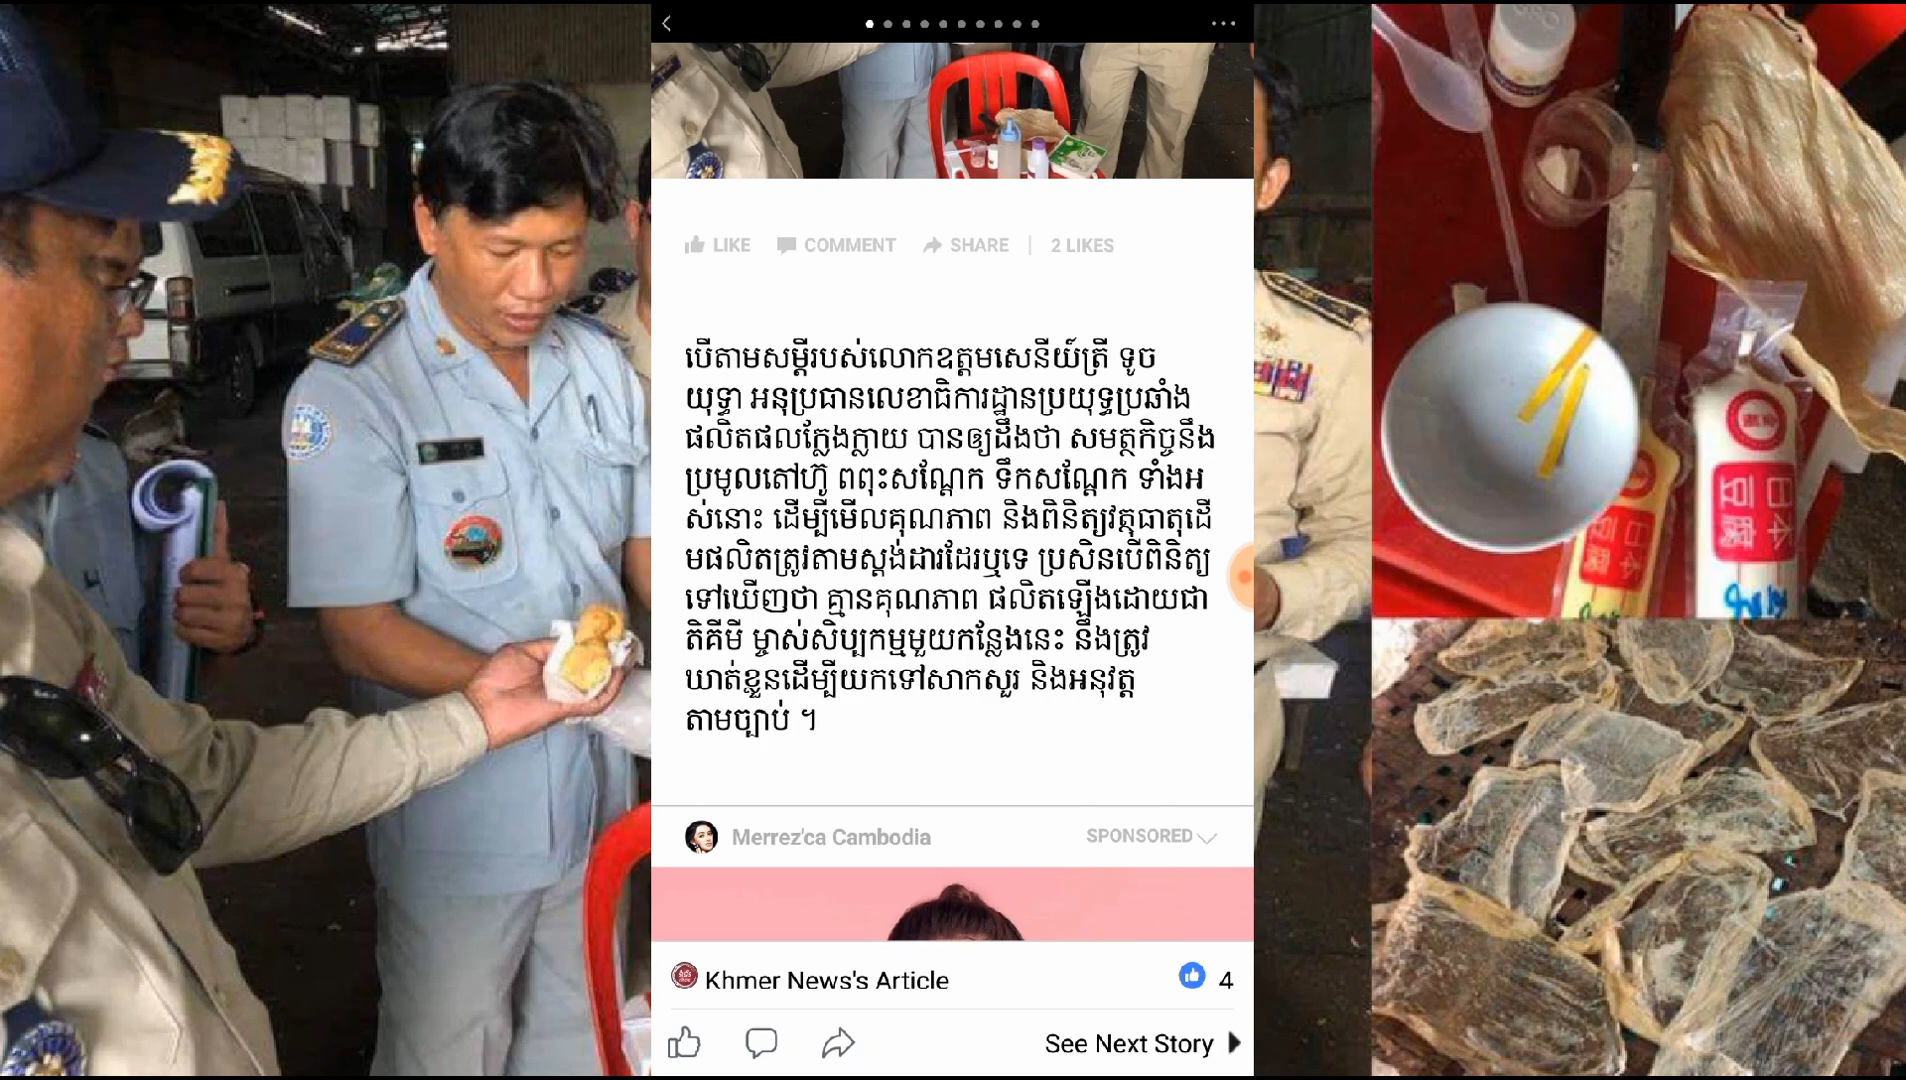 LIKE COMMENT SHARE | 2 LIKES
បើតាមសម្ដីរបស់លោកឧត្តមសេនីយ៍ត្រី ទូច
យុទ្ធា អនុប្រធានលេខាធិការដ្ឋានប្រយុទ្ធប្រឆាំង
ផលិតផលក្លែងក្លាយ បានឲ្យដឹងថា សមត្ថកិច្ចនឹង
ប្រមូលតៅហ៊ូ ពពុះសណ្ដែក ទឹកសណ្ដែក ទាំងអ
ស់នោះ ដើម្បីមើលគុណភាព និងពិនិត្យវត្ថុធាតុដើ
មផលិតត្រូវតាមស្ដង់ដារដែរឬទេ ប្រសិនបើពិនិត្យ
ទៅឃើញថា គ្មានគុណភាព ផលិតឡើងដោយជា
តិគីមី ម្ចាស់សិប្បកម្មមួយកន្លែងនេះ នឹងត្រូវ
ឃាត់ខ្លួនដើម្បីយកទៅសាកសួរ និងអនុវត្ត
តាមច្បាប់ ។
Merrez'ca Cambodia SPONSORED
Khmer News's Article 4
See Next Story
日本
豆腐
日本
豆腐